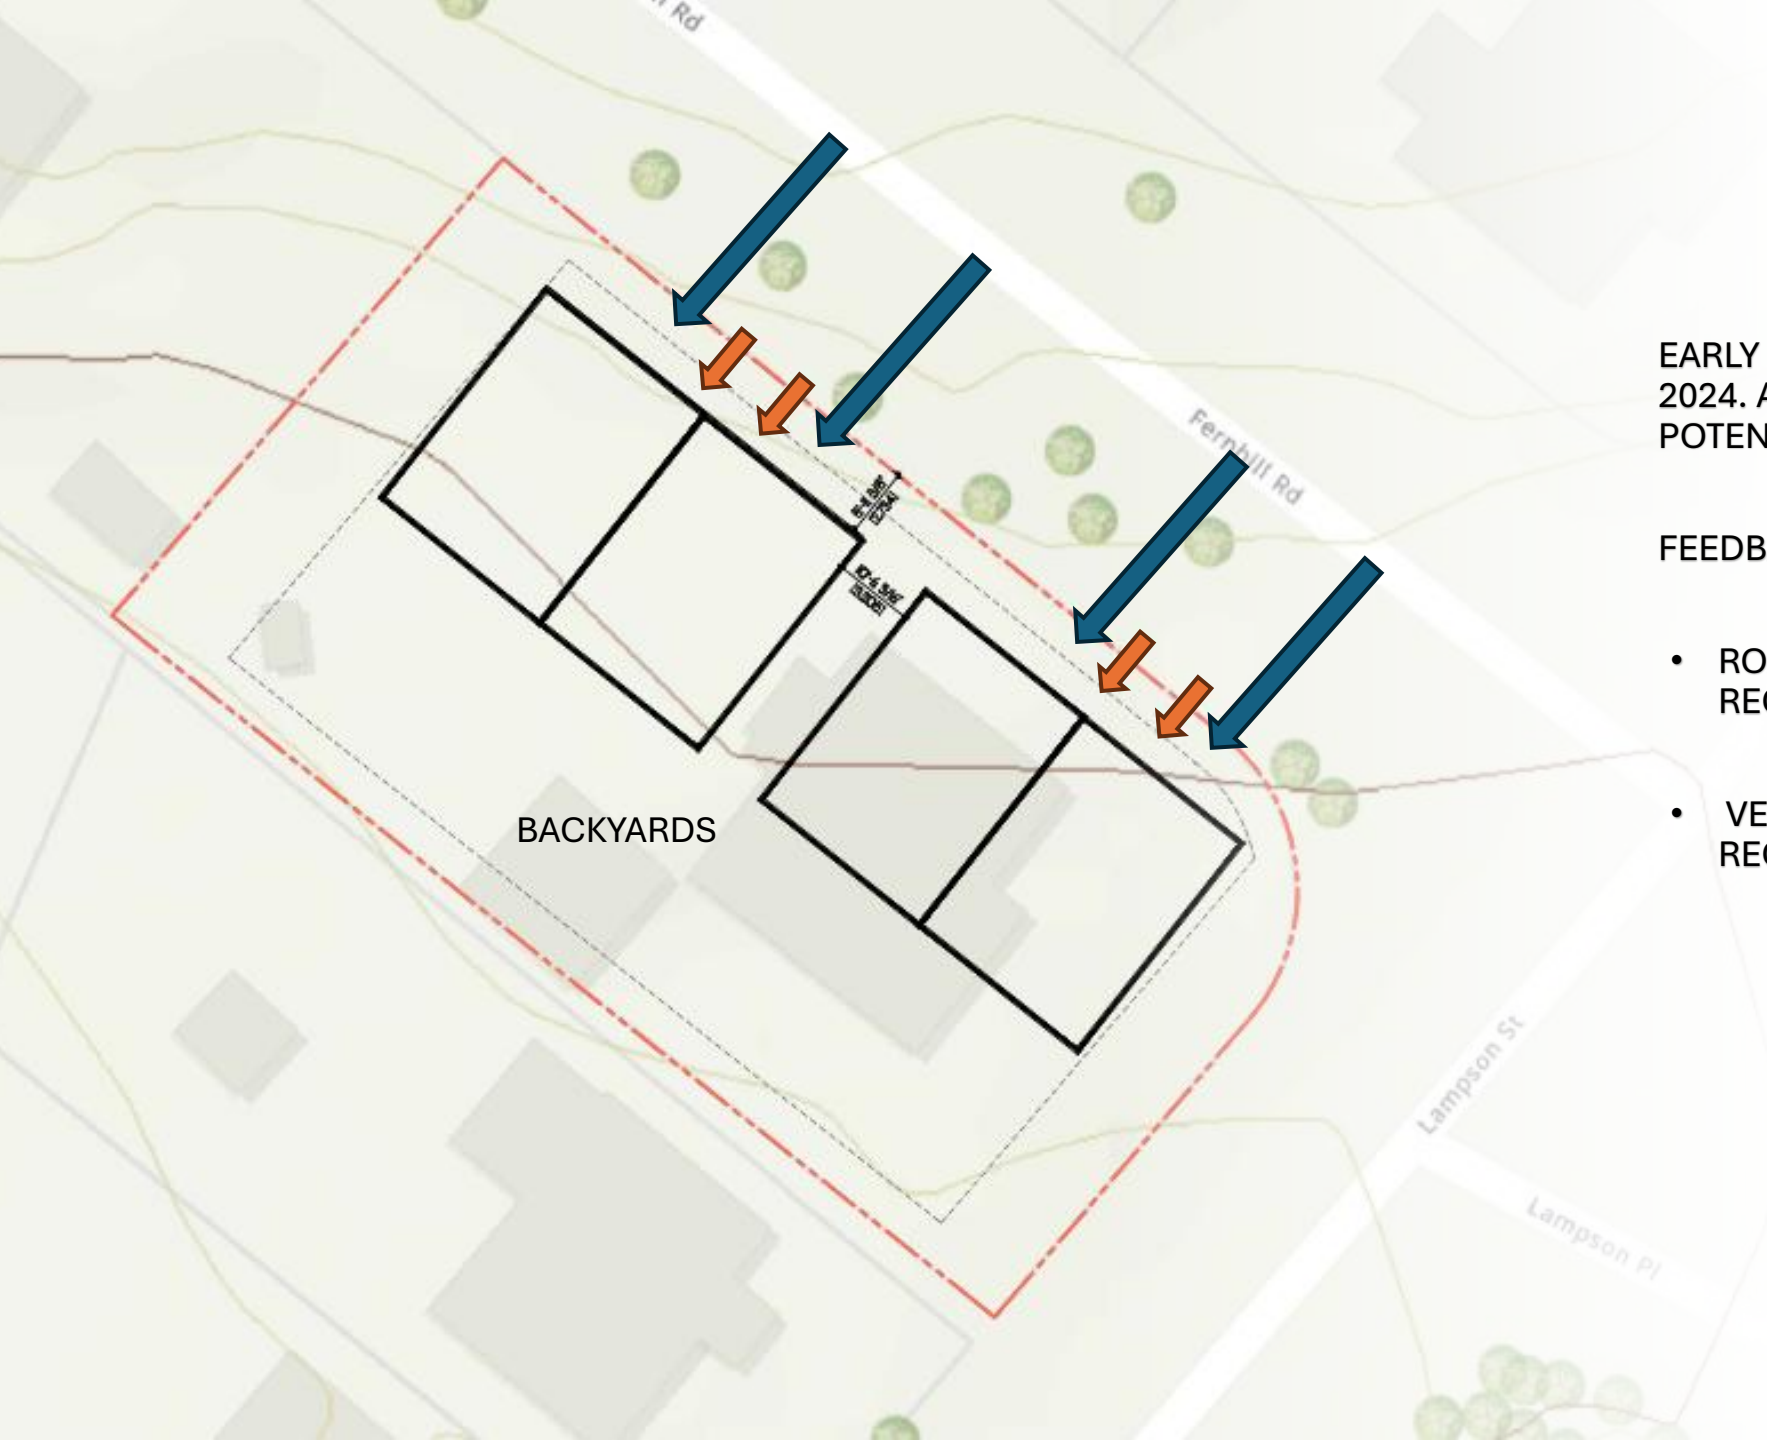 Rd
Fernhill Rd
EARLY
2024. A
POTEN
FEEDB
RO
REC
VE
REC
BACKYARDS
Lampson St
Lampson Pl